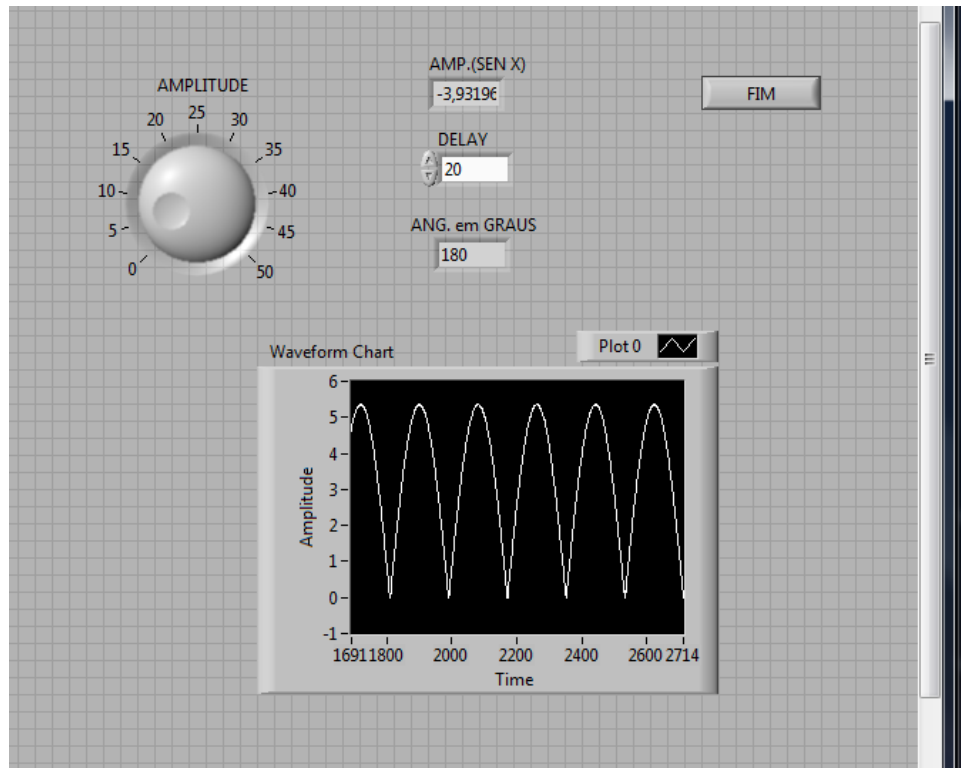 AMPLITUDE
0
5
10
15
20
25
30
35
40
45
50
AMP.(SEN X)
-3,93196
DELAY
20
ANG. em GRAUS
180
FIM
Waveform Chart
Plot 0
Amplitude
6
5
4
3
2
1
0
-1
1691 1800 2000 2200 2400 2600 2714
Time